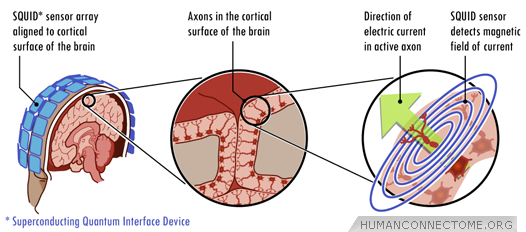 SQUID* sensor array
aligned to cortical
surface of the brain
Axons in the cortical
surface of the brain
Direction of
electric current
in active axon
SQUID sensor
detects magnetic
field of current
* Superconducting Quantum Interface Device
HUMANCONNECTOME.ORG